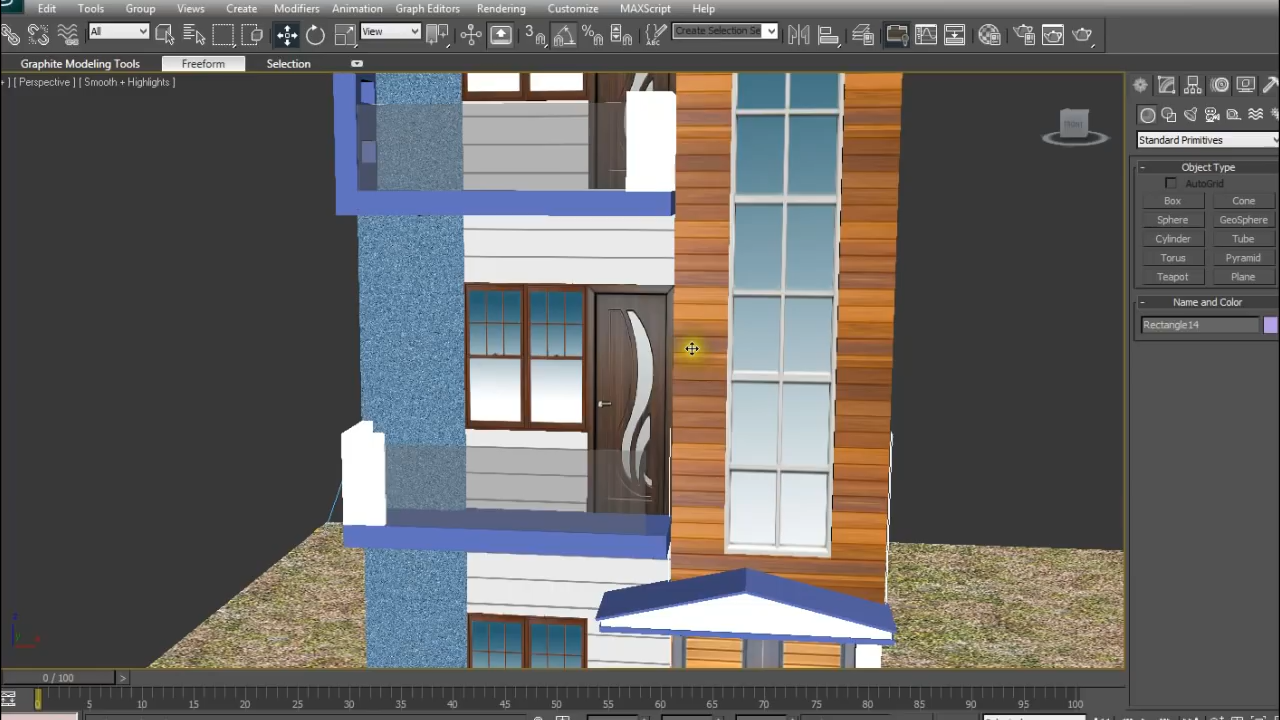 Edit Tools Group Views Create Modifiers Animation Graph Editors Rendering Customize MAXScript Help
All View 3 % Create Selection Se
Graphite Modeling Tools Freeform Selection
[ Perspective ] [ Smooth + Highlights ]
FRONT
Standard Primitives
- Object Type
AutoGrid
Box Cone
Sphere GeoSphere
Cylinder Tube
Torus Pyramid
Teapot Plane
- Name and Color
Rectangle14
z
y x
0 / 100 >
0 5 10 15 20 25 30 35 40 45 50 55 60 65 70 75 80 85 90 95 100